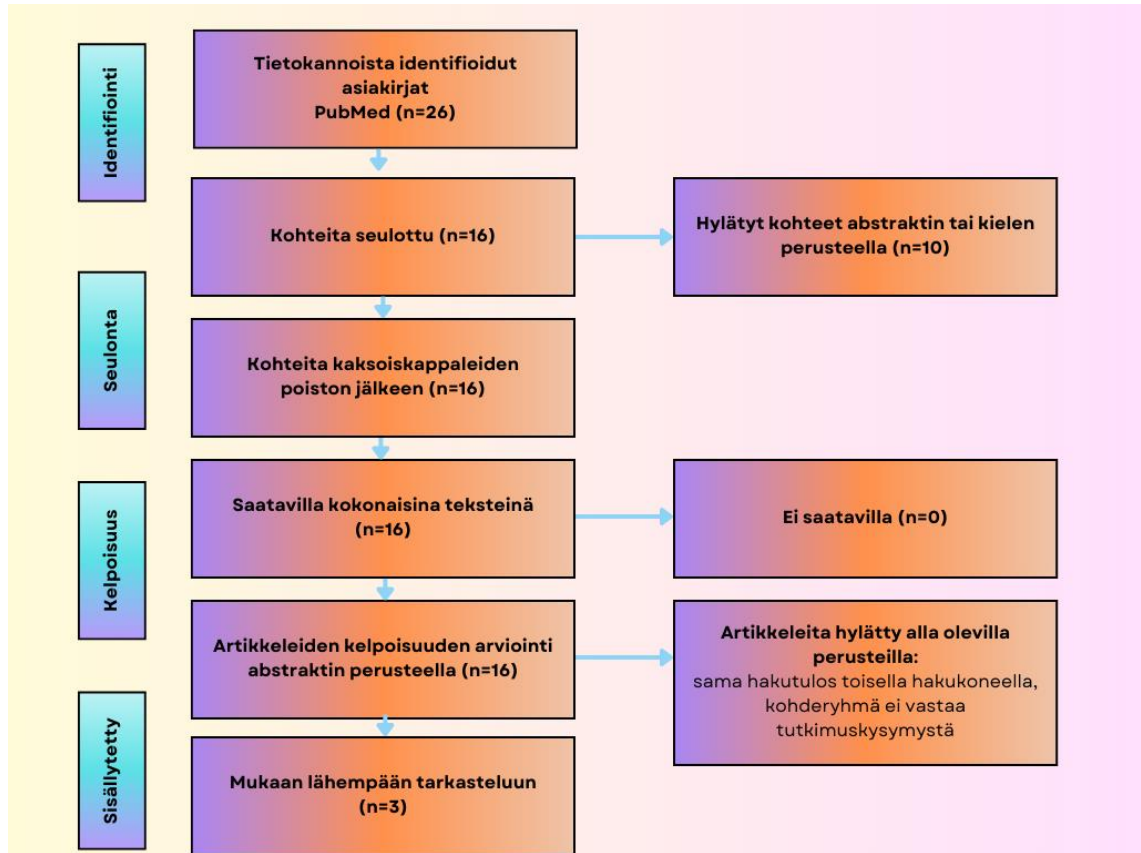 Identifiointi
Tietokannoista identifioidut
asiakirjat
PubMed (n=26)
Kohteita seulottu (n=16)
Hylätyt kohteet abstraktin tai kielen
perusteella (n=10)
Seulonta
Kohteita kaksoiskappaleiden
poiston jälkeen (n=16)
Kelpoisuus
Saatavilla kokonaisina teksteinä
(n=16)
Ei saatavilla (n=0)
Artikkeleiden kelpoisuuden arviointi
abstraktin perusteella (n=16)
Artikkeleita hylätty alla olevilla
perusteilla:
sama hakutulos toisella hakukoneella,
kohderyhmä ei vastaa
tutkimuskysymystä
Sisällytetty
Mukaan lähempään tarkasteluun
(n=3)